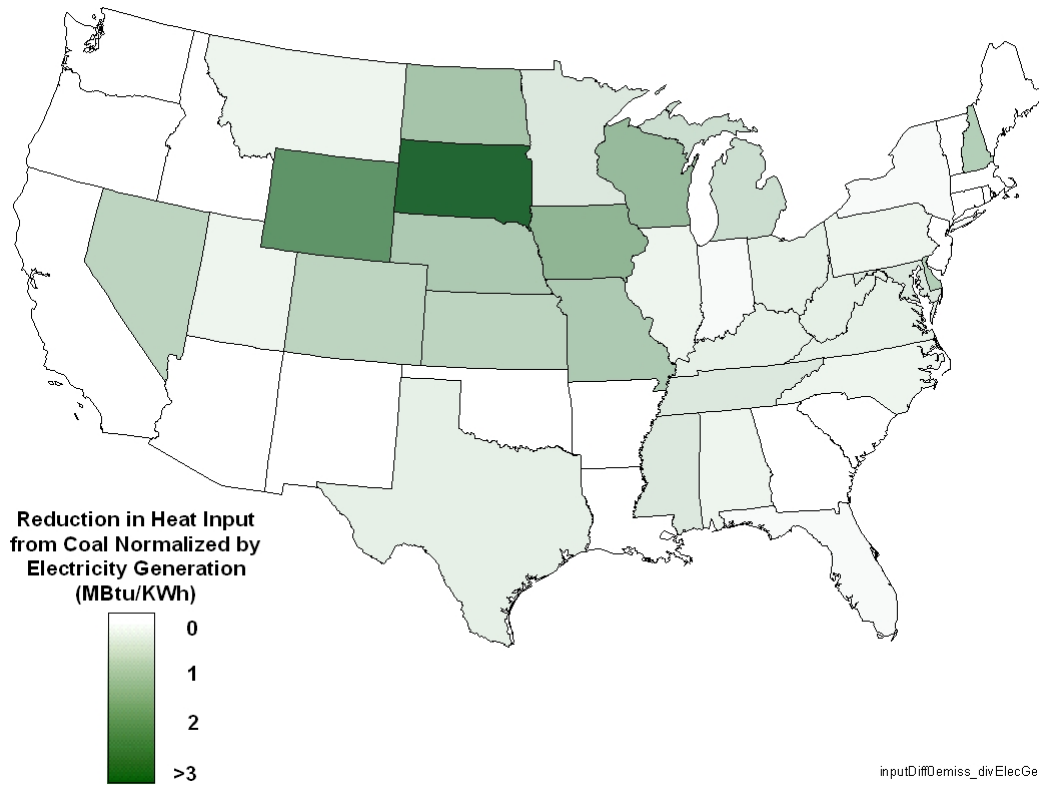 Reduction in Heat Input
from Coal Normalized by
Electricity Generation
(MBtu/KWh)
0
1
2
>3
inputDiff0emiss_divElecGe